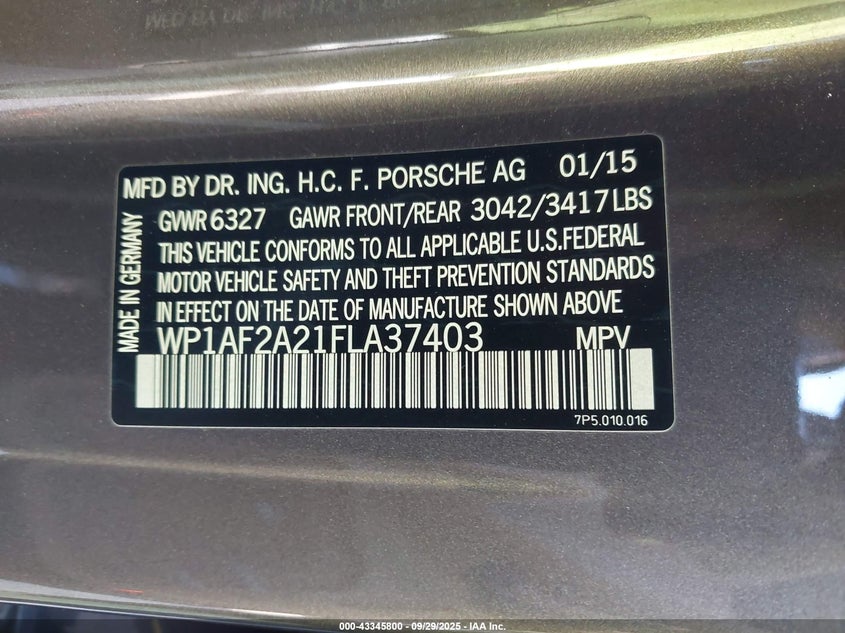 MFD BY DR. ING. H.C. F. PORSCHE AG 01/15
GVWR 6327 GAWR FRONT/REAR 3042/3417 LBS
THIS VEHICLE CONFORMS TO ALL APPLICABLE U.S.FEDERAL
MOTOR VEHICLE SAFETY AND THEFT PREVENTION STANDARDS
IN EFFECT ON THE DATE OF MANUFACTURE SHOWN ABOVE
WP1AF2A21FLA37403 MPV
MADE IN GERMANY
7P5.010.016
000-43345800 - 09/29/2025 - IAA Inc.